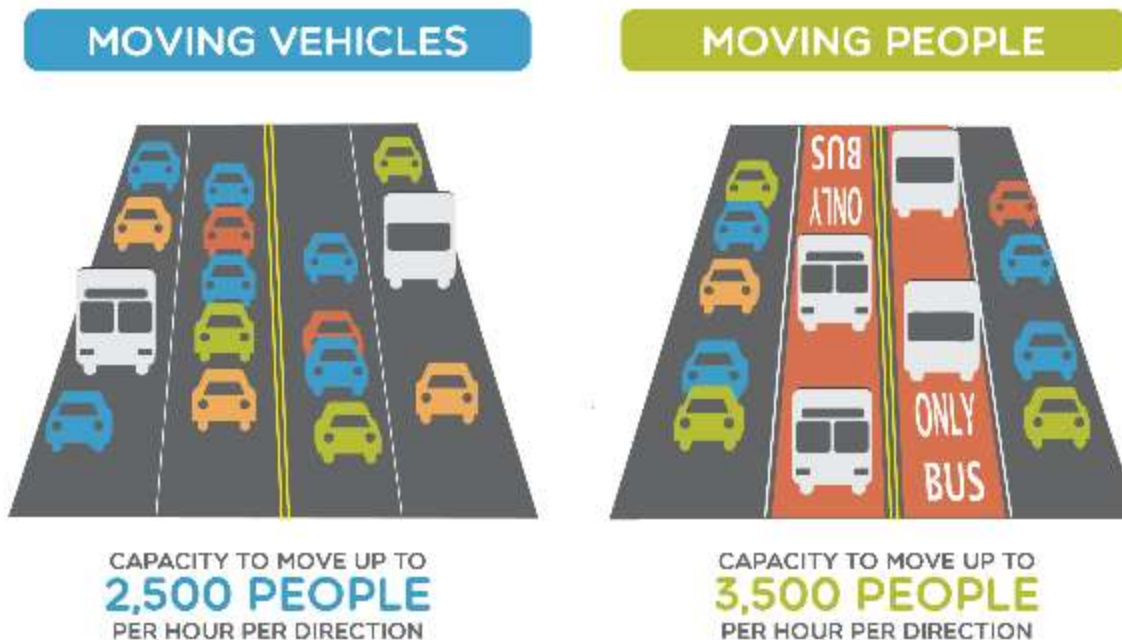 MOVING VEHICLES
CAPACITY TO MOVE UP TO
2,500 PEOPLE
PER HOUR PER DIRECTION
MOVING PEOPLE
BUS
ONLY
ONLY
BUS
CAPACITY TO MOVE UP TO
3,500 PEOPLE
PER HOUR PER DIRECTION